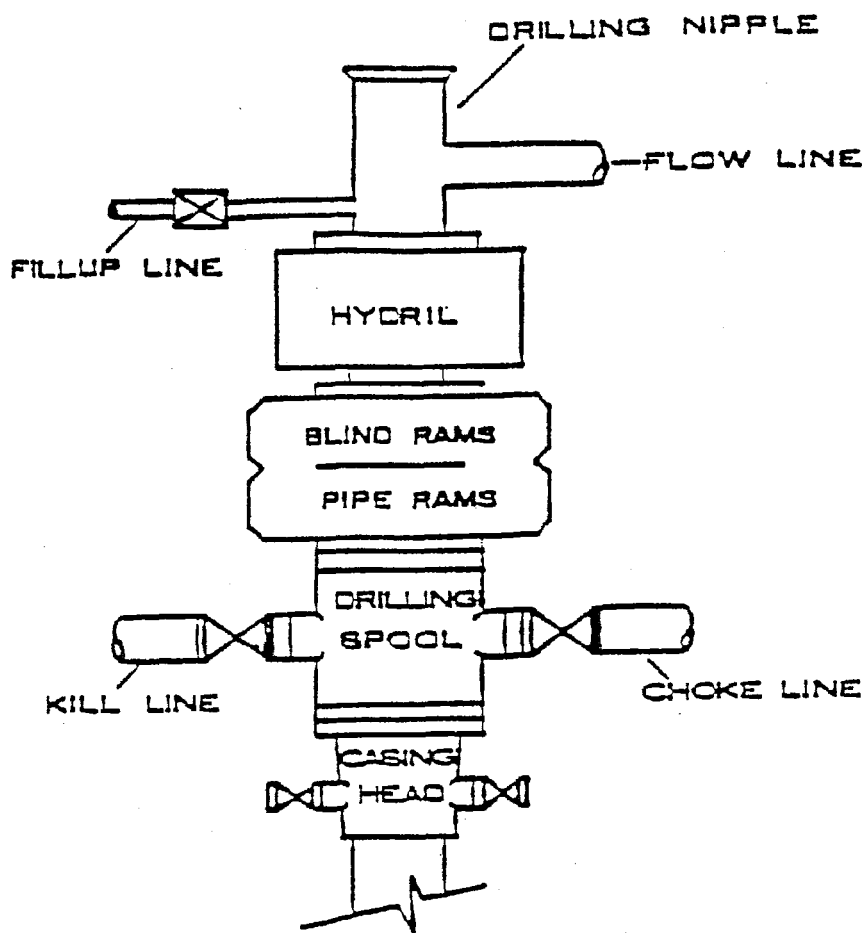 DRILLING NIPPLE
FLOW LINE
FILLUP LINE
HYDRIL
BLIND RAMS
PIPE RAMS
DRILLING
SPOOL
KILL LINE
CHOKE LINE
CASING
HEAD